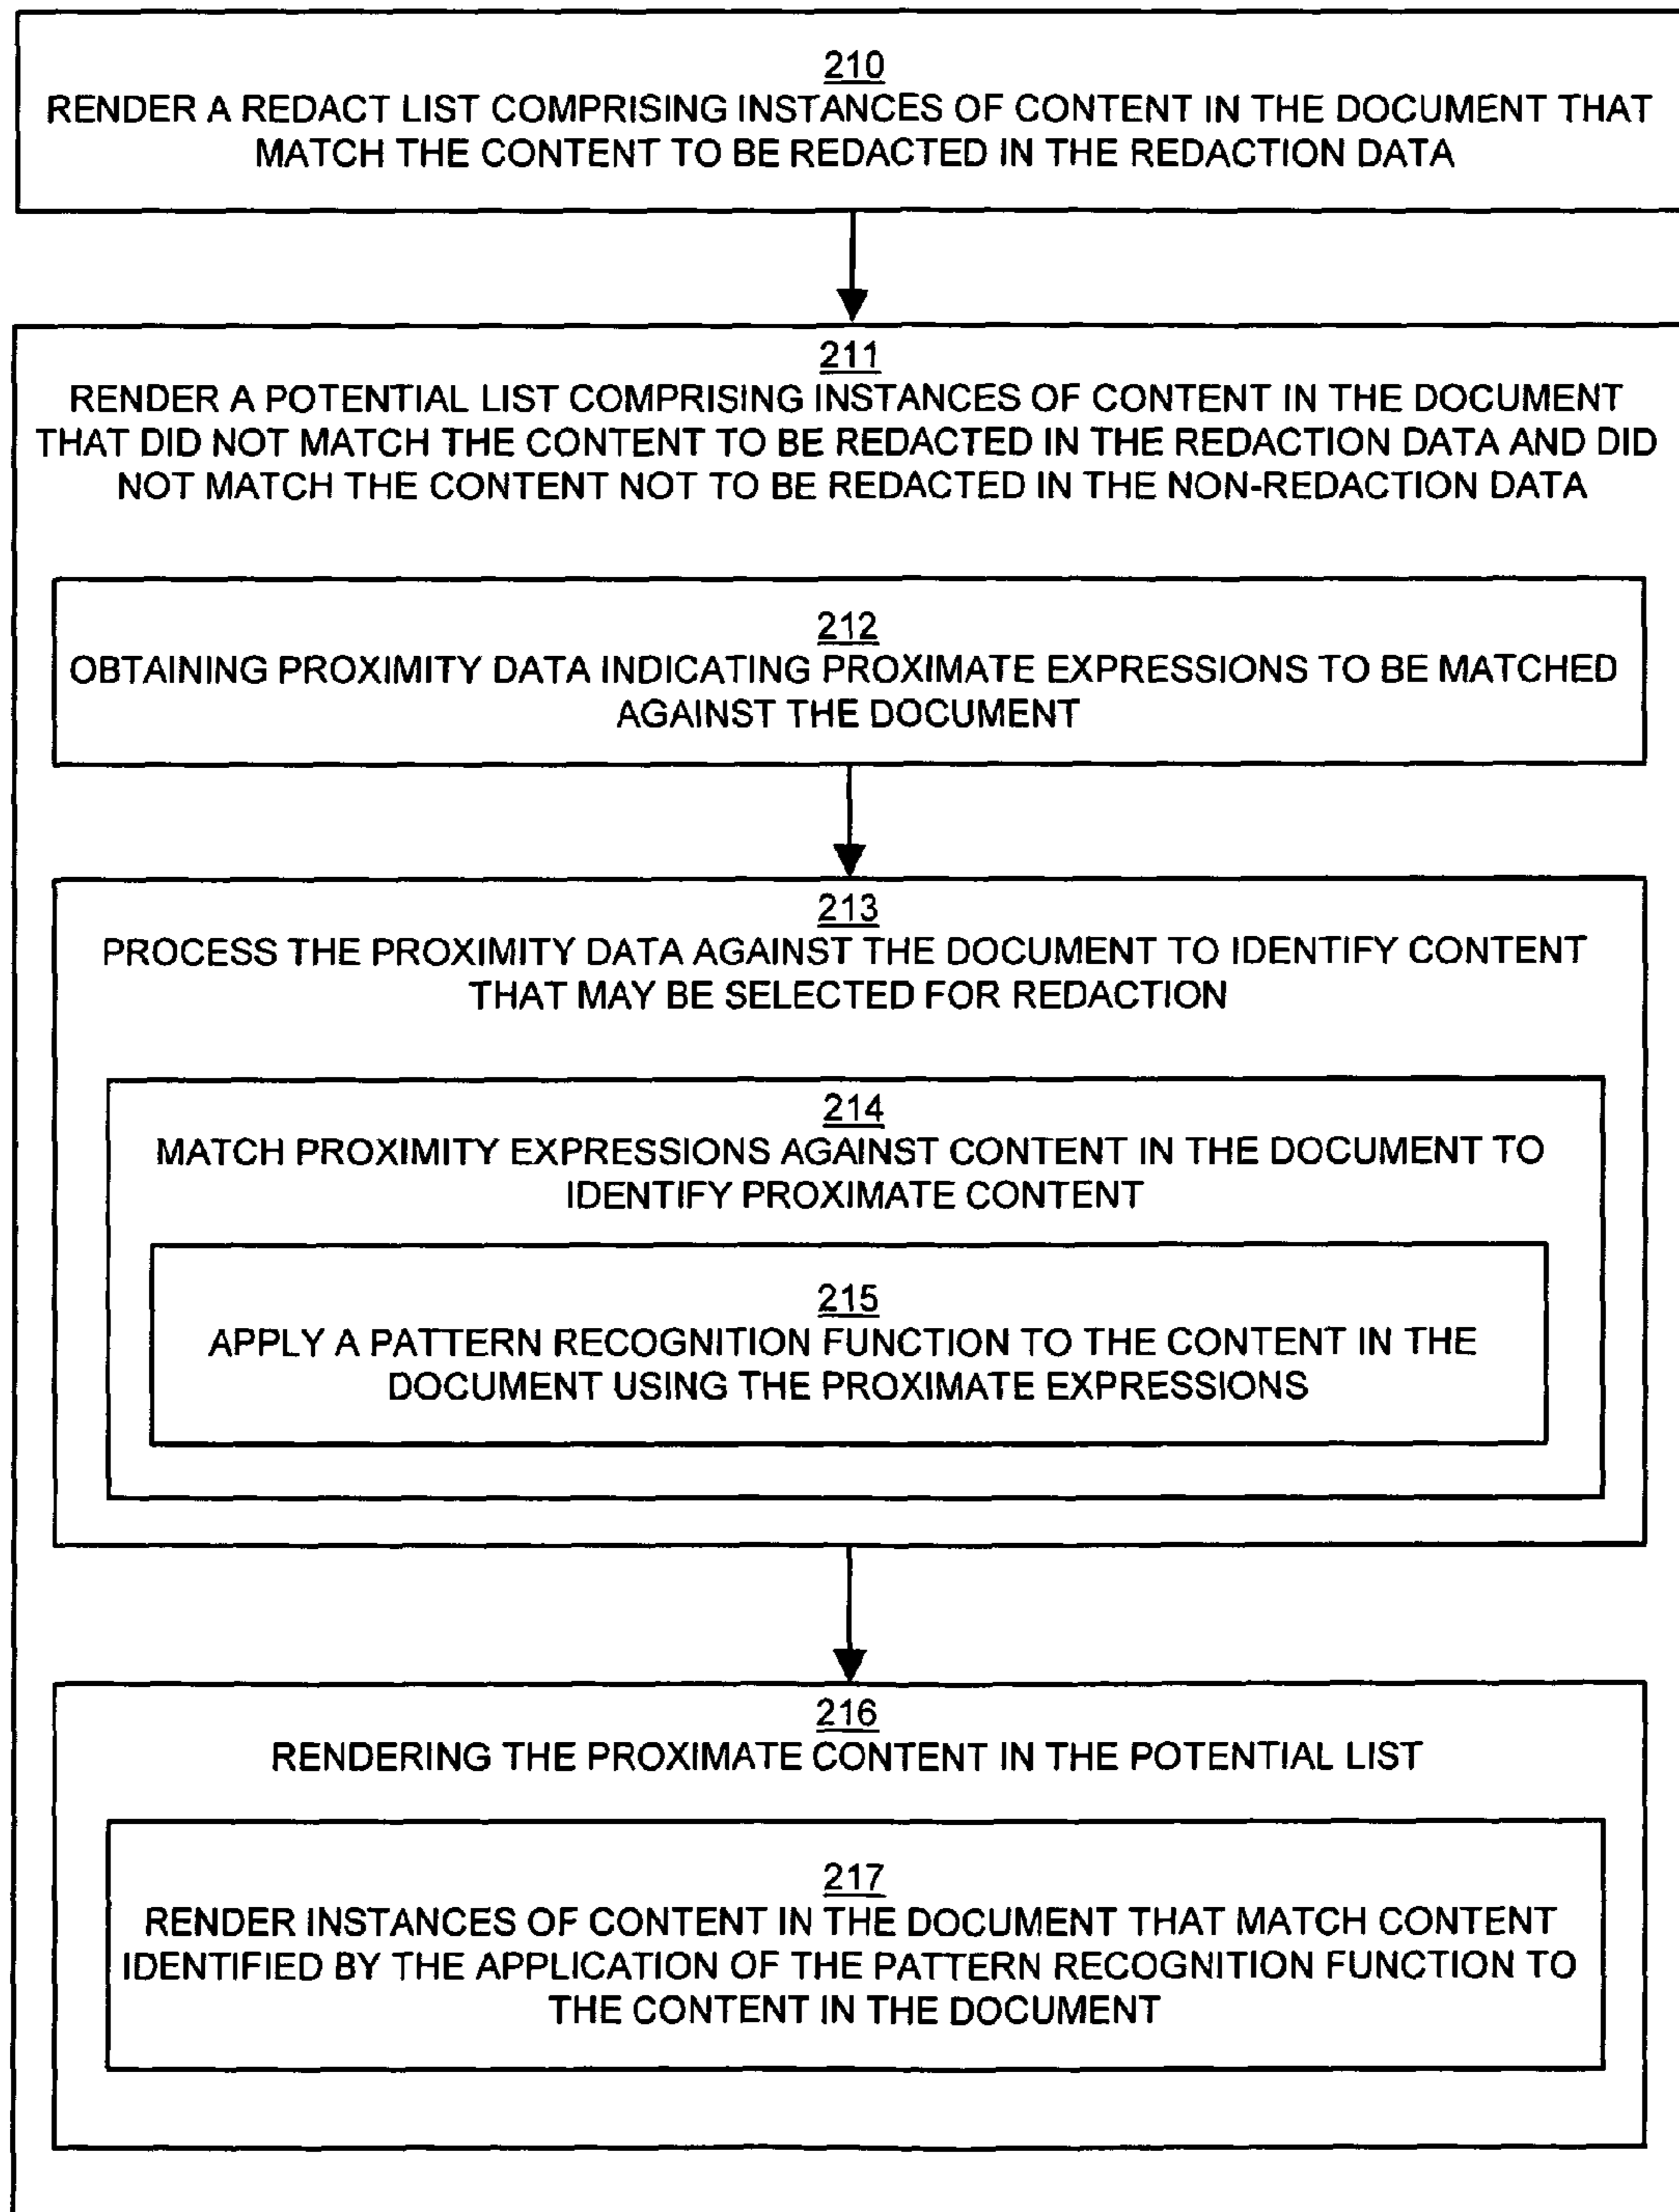 210
RENDER A REDACT LIST COMPRISING INSTANCES OF CONTENT IN THE DOCUMENT THAT
MATCH THE CONTENT TO BE REDACTED IN THE REDACTION DATA
211
RENDER A POTENTIAL LIST COMPRISING INSTANCES OF CONTENT IN THE DOCUMENT
THAT DID NOT MATCH THE CONTENT TO BE REDACTED IN THE REDACTION DATA AND DID
NOT MATCH THE CONTENT NOT TO BE REDACTED IN THE NON-REDACTION DATA
212
OBTAINING PROXIMITY DATA INDICATING PROXIMATE EXPRESSIONS TO BE MATCHED
AGAINST THE DOCUMENT
213
PROCESS THE PROXIMITY DATA AGAINST THE DOCUMENT TO IDENTIFY CONTENT
THAT MAY BE SELECTED FOR REDACTION
214
MATCH PROXIMITY EXPRESSIONS AGAINST CONTENT IN THE DOCUMENT TO
IDENTIFY PROXIMATE CONTENT
215
APPLY A PATTERN RECOGNITION FUNCTION TO THE CONTENT IN THE
DOCUMENT USING THE PROXIMATE EXPRESSIONS
216
RENDERING THE PROXIMATE CONTENT IN THE POTENTIAL LIST
217
RENDER INSTANCES OF CONTENT IN THE DOCUMENT THAT MATCH CONTENT
IDENTIFIED BY THE APPLICATION OF THE PATTERN RECOGNITION FUNCTION TO
THE CONTENT IN THE DOCUMENT